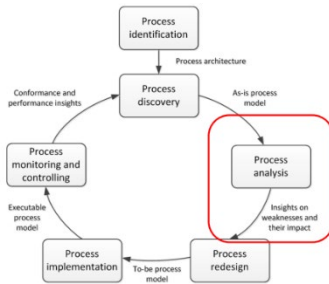 Process
identification
Process architecture
Process
discovery
Conformance and
performance insights
As-is process
model
Process
monitoring and
controlling
Process
analysis
Executable
process
model
Insights on
weaknesses and
their impact
Process
implementation
To-be process
model
Process
redesign